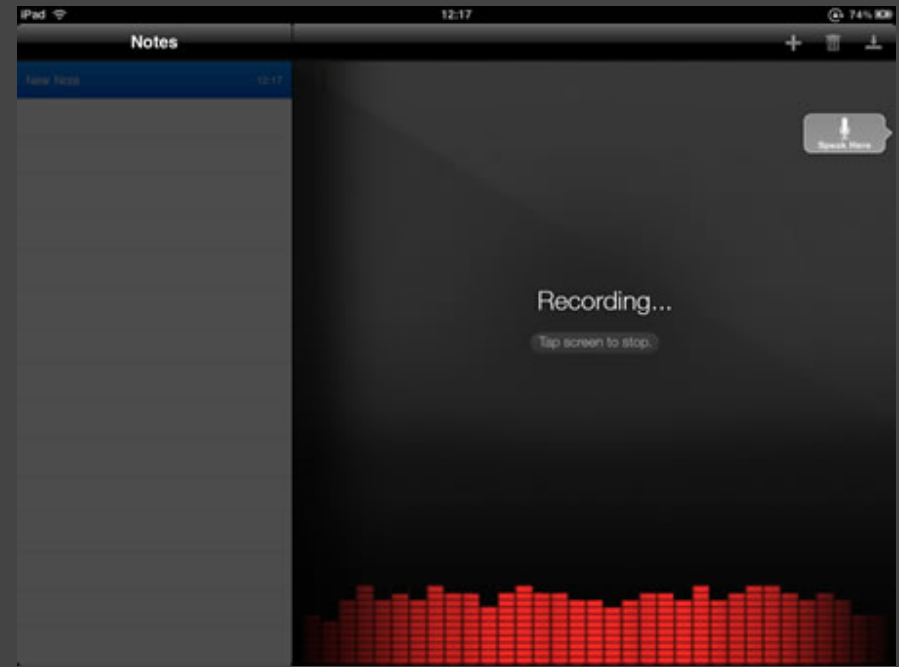 iPad 12:17 74%
Notes
New Note 12:17
Speak Here
Recording...
Tap screen to stop.